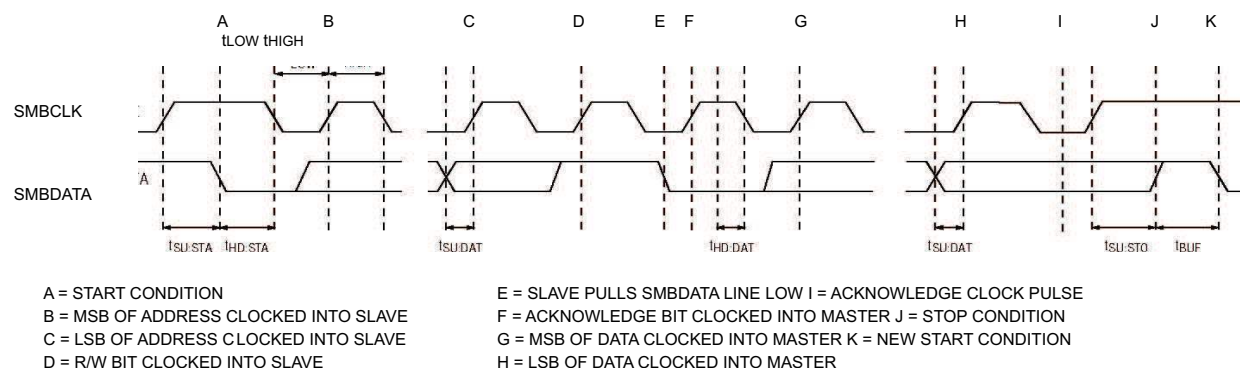 A B C D E F G H I J K
tLOW tHIGH
SMBCLK
SMBDATA
A
tSU:STA tHD:STA tSU:DAT tHD:DAT tSU:DAT tSU:STO tBUF
A = START CONDITION
B = MSB OF ADDRESS CLOCKED INTO SLAVE
C = LSB OF ADDRESS CLOCKED INTO SLAVE
D = R/W BIT CLOCKED INTO SLAVE
E = SLAVE PULLS SMBDATA LINE LOW I = ACKNOWLEDGE CLOCK PULSE
F = ACKNOWLEDGE BIT CLOCKED INTO MASTER J = STOP CONDITION
G = MSB OF DATA CLOCKED INTO MASTER K = NEW START CONDITION
H = LSB OF DATA CLOCKED INTO MASTER